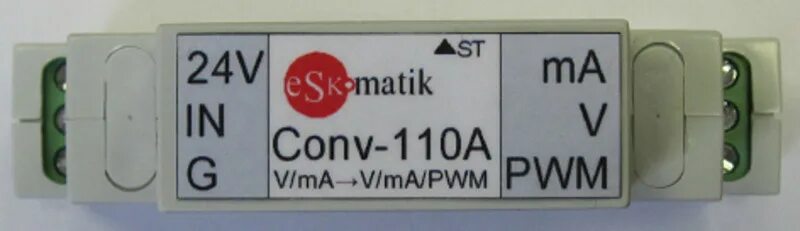 24V
IN
G
▲ST
eSK•matik
Conv-110A
V/mA→V/mA/PWM
mA
V
PWM